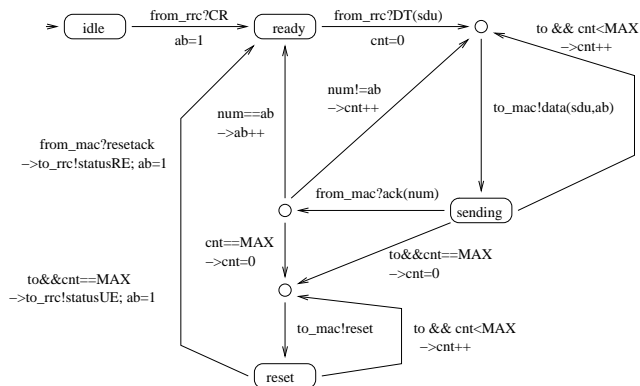 from_rrc?CR
from_rrc?DT(sdu)
idle
ready
ab=1
cnt=0
to && cnt<MAX
–>cnt++
num!=ab
–>cnt++
to_mac!data(sdu,ab)
num==ab
–>ab++
from_mac?resetack
–>to_rrc!statusRE; ab=1
from_mac?ack(num)
sending
cnt==MAX
–>cnt=0
to&&cnt==MAX
–>cnt=0
to&&cnt==MAX
–>to_rrc!statusUE; ab=1
to_mac!reset
to && cnt<MAX
–>cnt++
reset